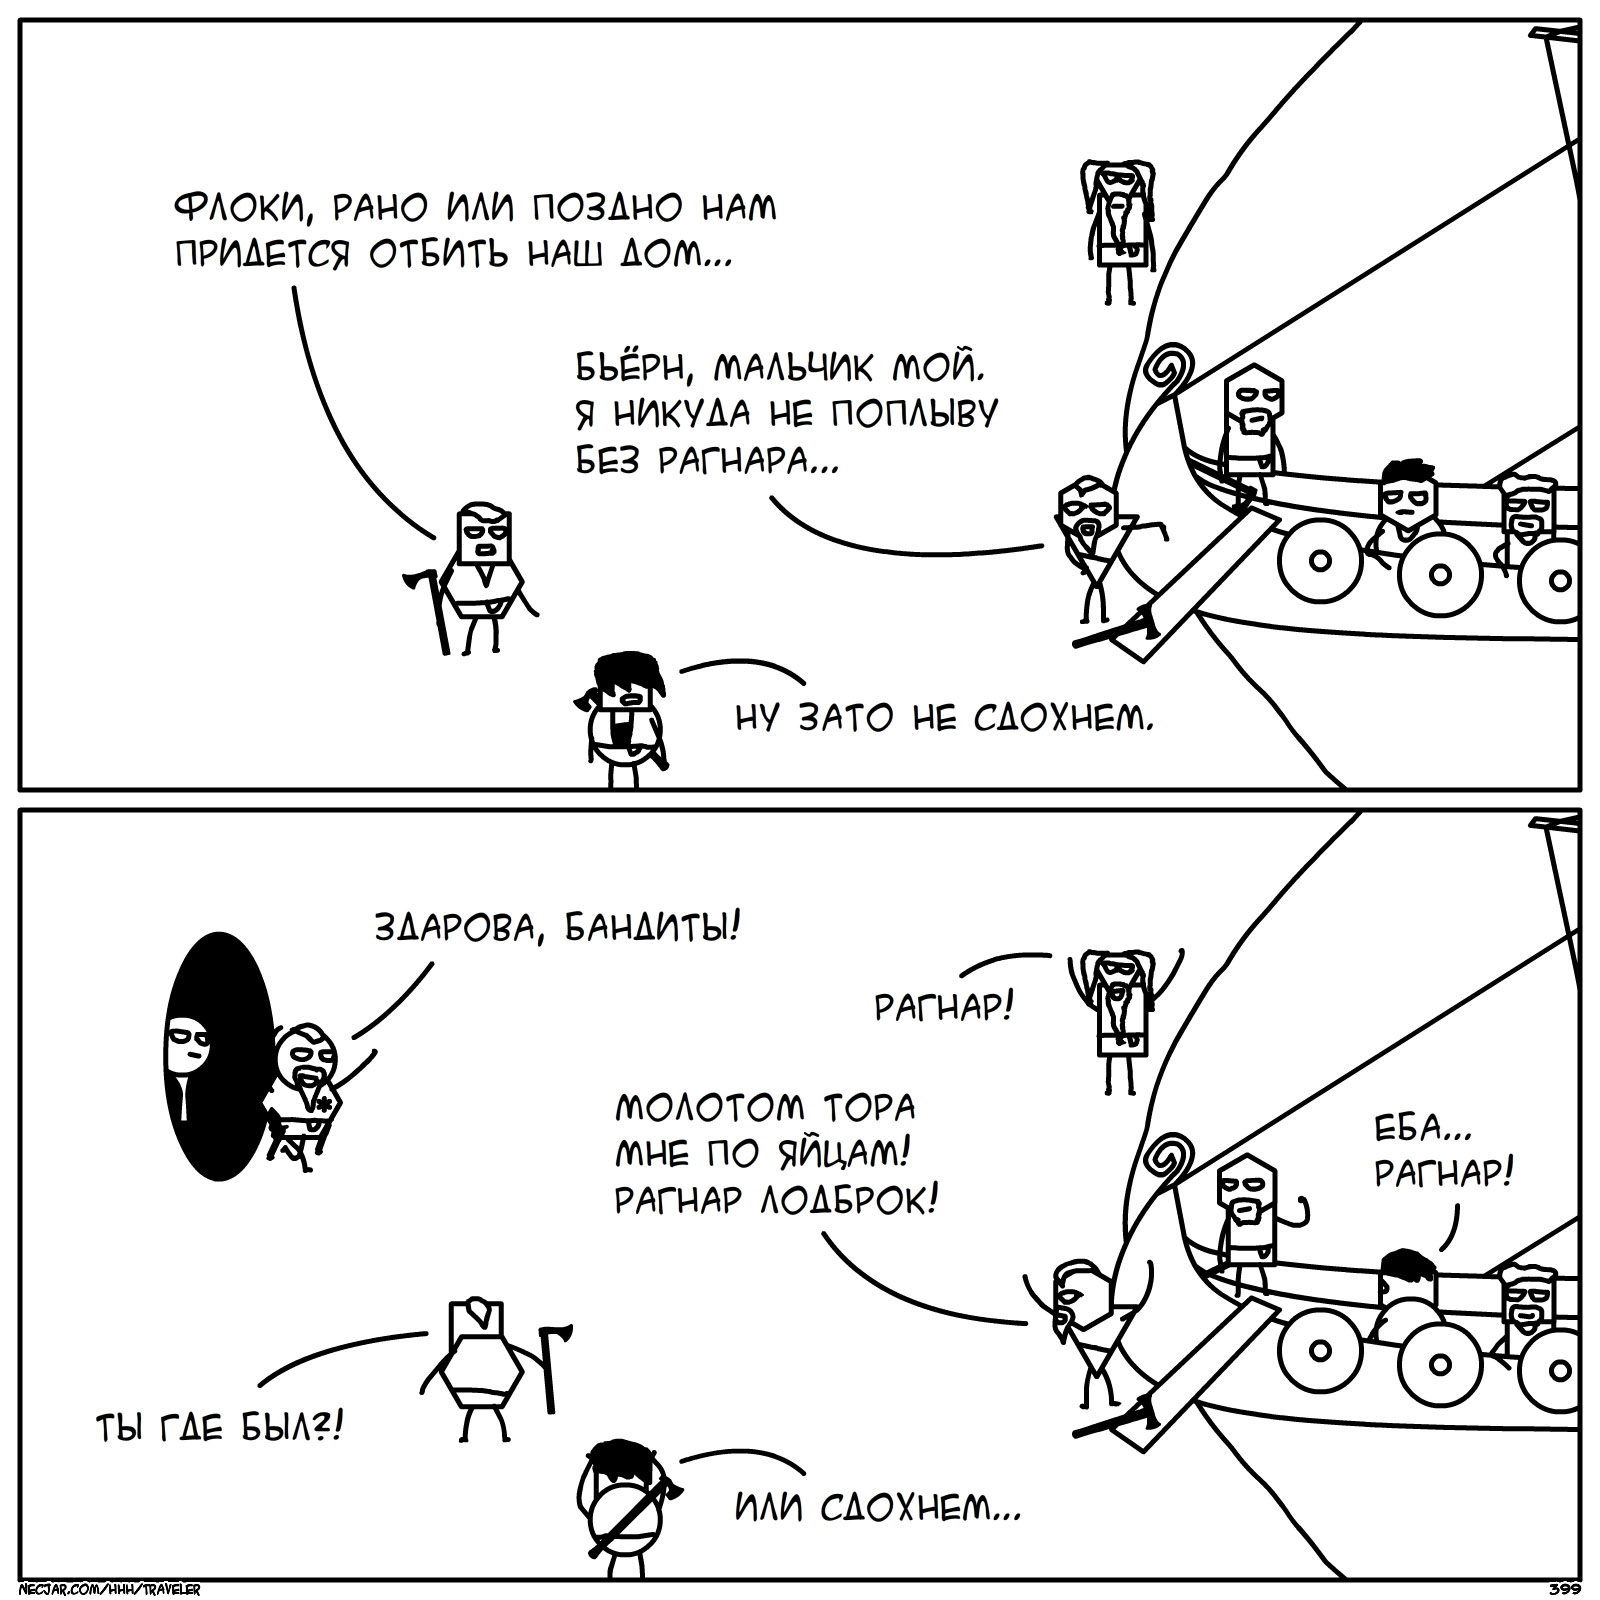 ФЛОКИ, РАНО ИЛИ ПОЗДНО НАМ
ПРИДЕТСЯ ОТБИТЬ НАШ ДОМ...
БЬЁРН, МАЛЬЧИК МОЙ.
Я НИКУДА НЕ ПОПЛЫВУ
БЕЗ РАГНАРА...
НУ ЗАТО НЕ СДОХНЕМ.
ЗДАРОВА, БАНДИТЫ!
РАГНАР!
МОЛОТОМ ТОРА
МНЕ ПО ЯЙЦАМ!
РАГНАР ЛОДБРОК!
ЕБА...
РАГНАР!
ТЫ ГДЕ БЫЛ?!
ИЛИ СДОХНЕМ...
NECJAR.COM/HHH/TRAVELER
399